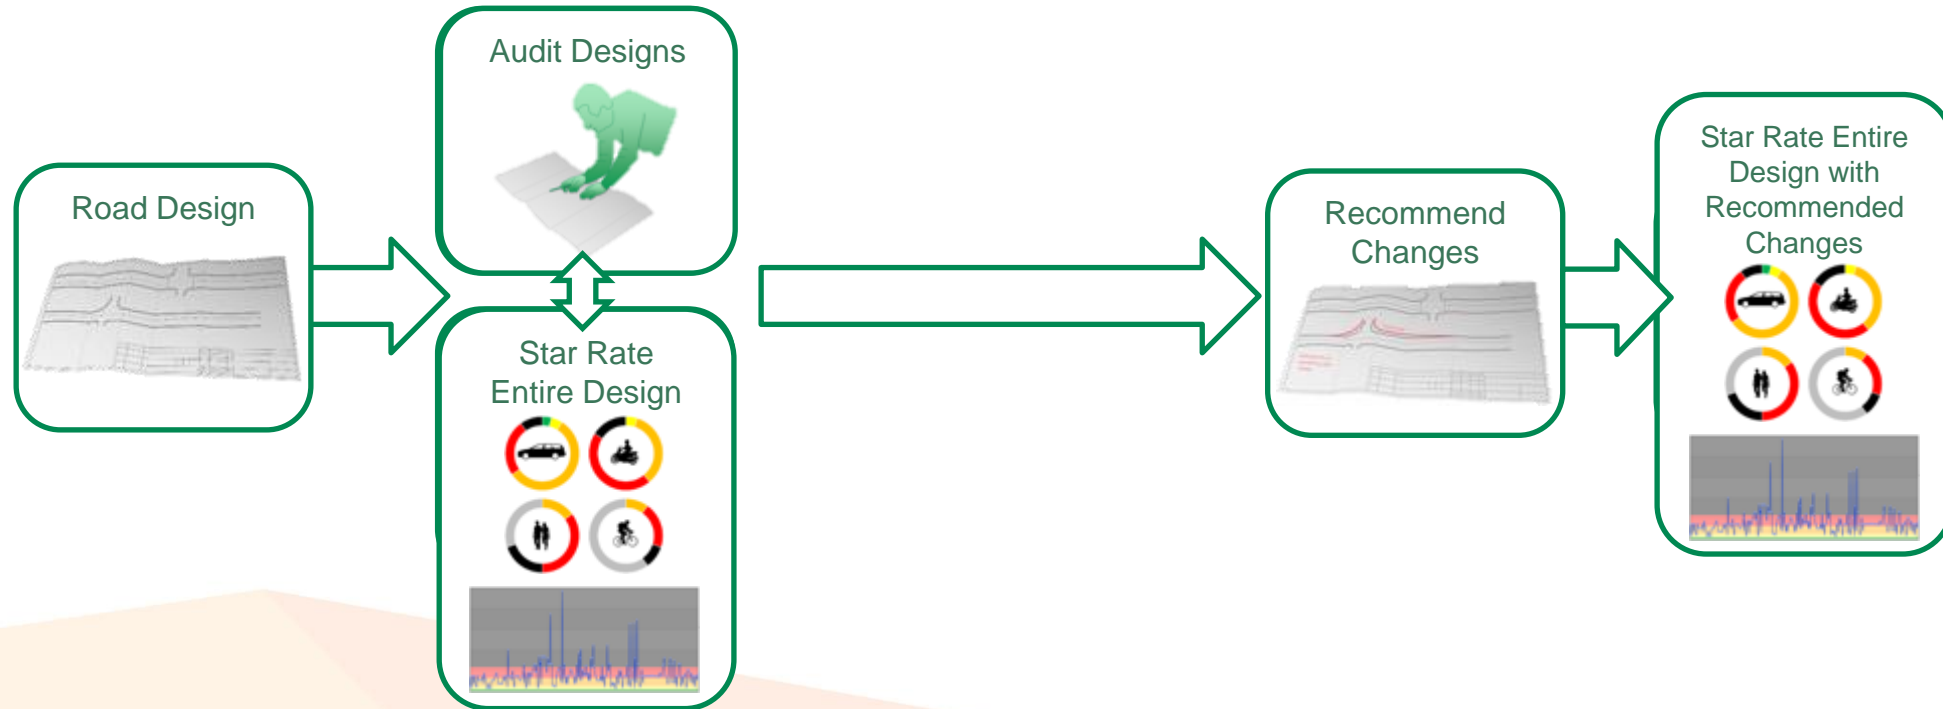 Road Design
Audit Designs
Star Rate
Entire Design
Recommend
Changes
Star Rate Entire
Design with
Recommended
Changes